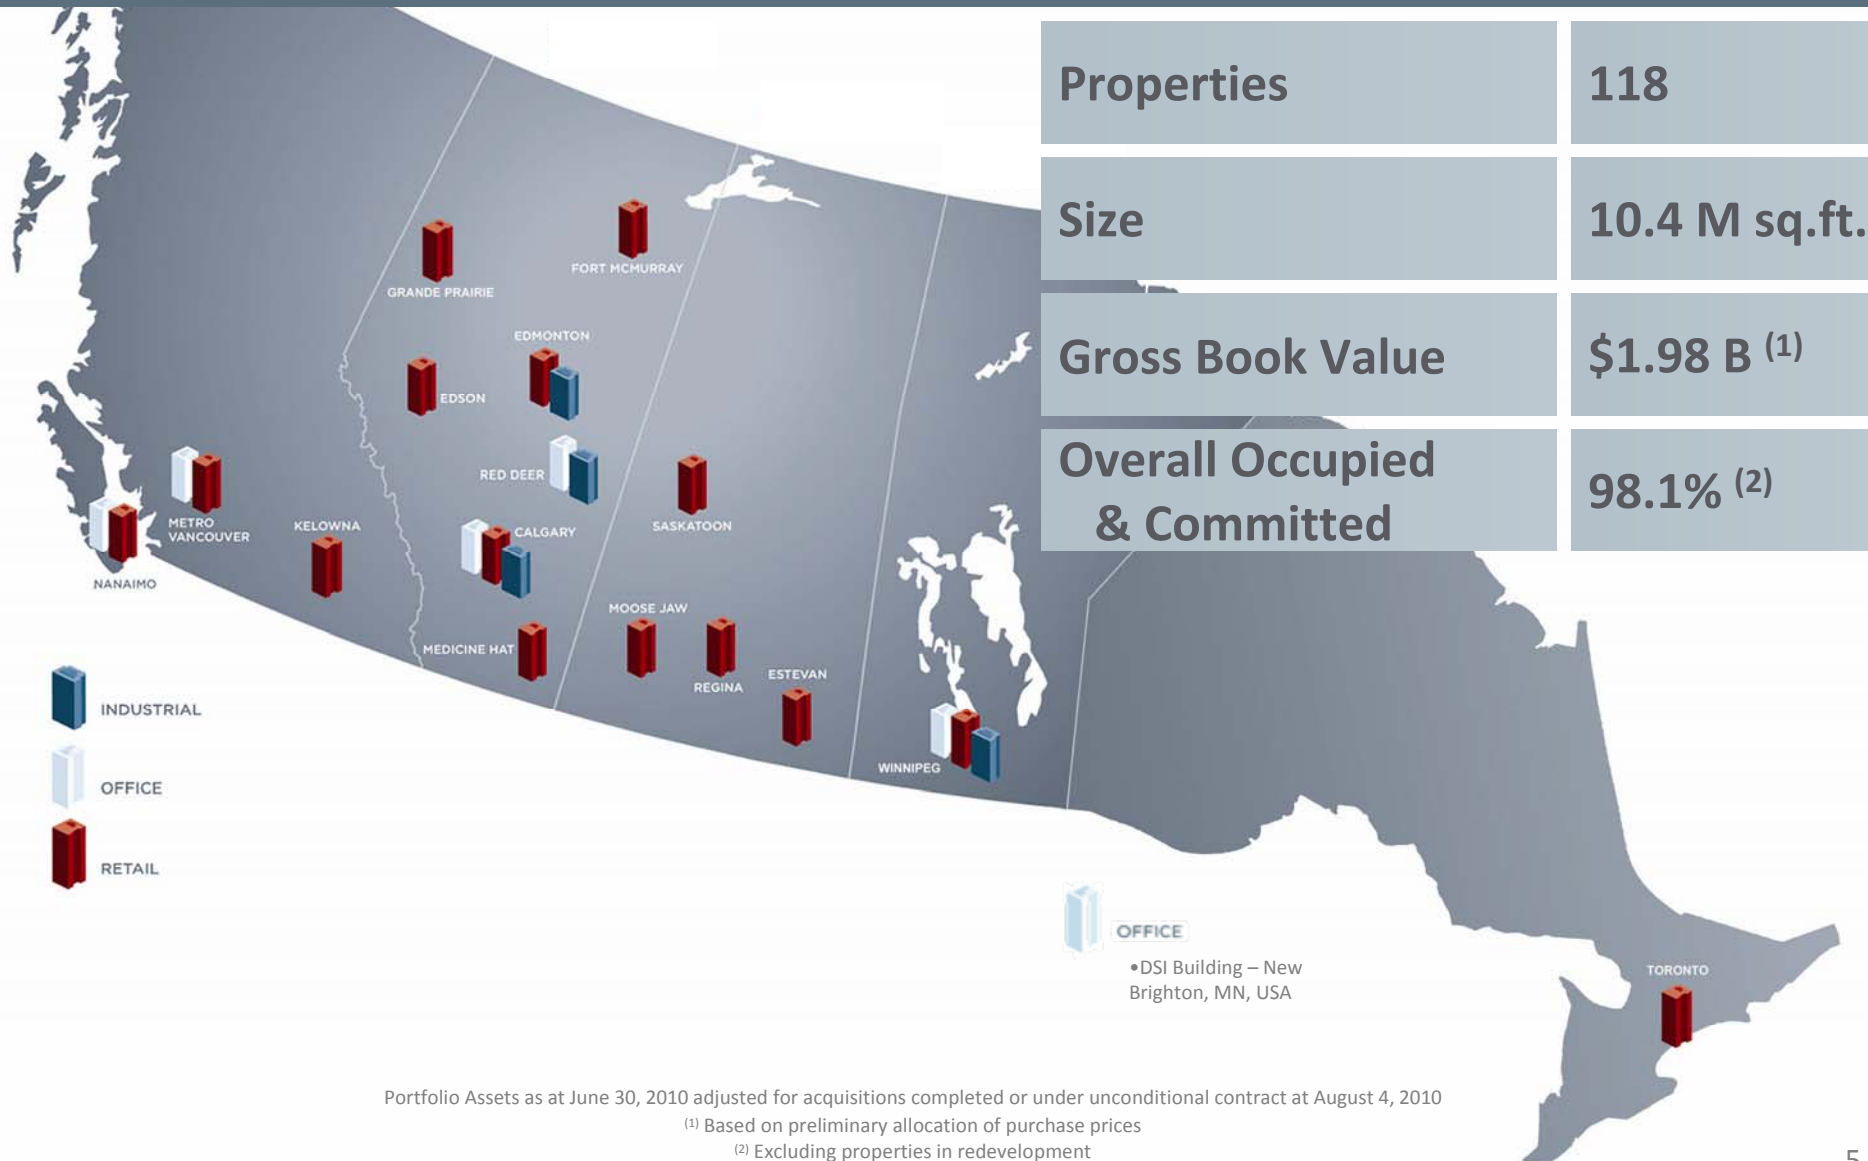 Properties 118
Size 10.4 M sq.ft.
Gross Book Value $1.98 B (1)
Overall Occupied
& Committed 98.1% (2)
FORT MCMURRAY
GRANDE PRAIRIE
EDMONTON
EDSON
RED DEER
METRO
VANCOUVER
KELOWNA
CALGARY
SASKATOON
NANAIMO
MOOSE JAW
MEDICINE HAT
REGINA
ESTEVAN
WINNIPEG
INDUSTRIAL
OFFICE
RETAIL
OFFICE
•DSI Building – New
Brighton, MN, USA
TORONTO
Portfolio Assets as at June 30, 2010 adjusted for acquisitions completed or under unconditional contract at August 4, 2010
(1) Based on preliminary allocation of purchase prices
(2) Excluding properties in redevelopment
5